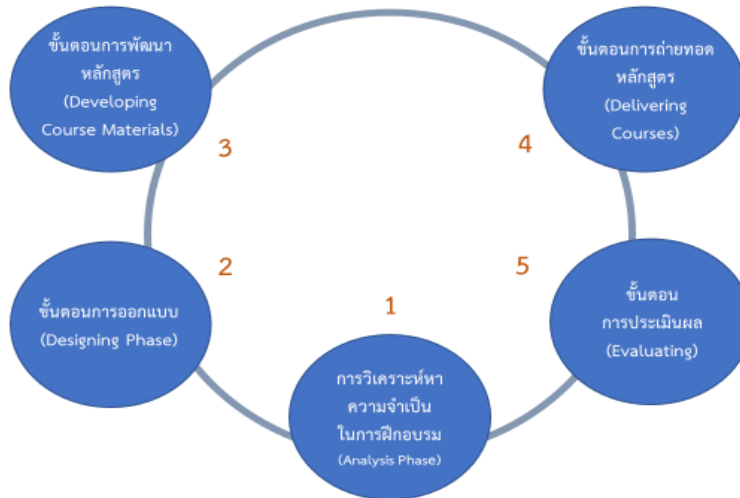 ขั้นตอนการพัฒนา
หลักสูตร
(Developing
Course Materials)
3
ขั้นตอนการถ่ายทอด
หลักสูตร
(Delivering
Courses)
4
ขั้นตอนการออกแบบ
(Designing Phase)
2
ขั้นตอน
การประเมินผล
(Evaluating)
5
1
การวิเคราะห์หา
ความจำเป็น
ในการฝึกอบรม
(Analysis Phase)